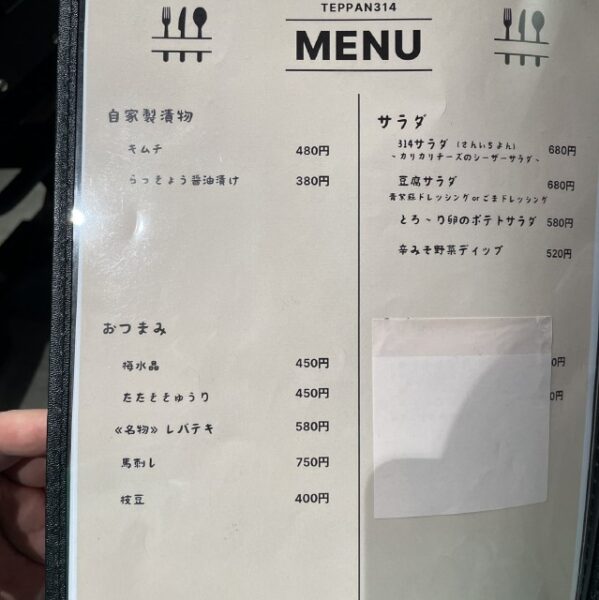 TEPPAN314
MENU
自家製漬物
キムチ 480円
らっきょう醤油漬け 380円
おつまみ
梅水晶 450円
たたききゅうり 450円
《名物》レバテキ 580円
馬刺し 750円
枝豆 400円
サラダ
314サラダ (さんいちよん) 680円
~カリカリチーズのシーザーサラダ~
豆腐サラダ 680円
青紫蘇ドレッシングorごまドレッシング
とろ~り卵のポテトサラダ 580円
辛みそ野菜ディップ 520円
0円
0円